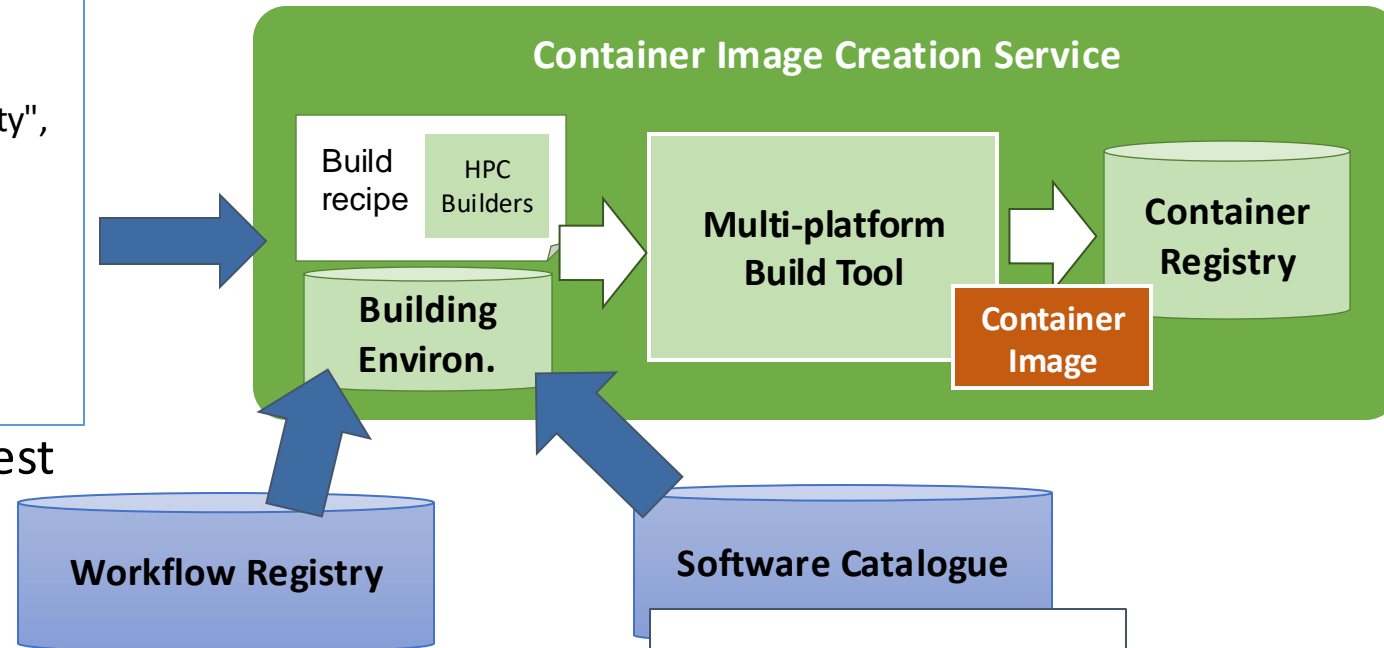 Container Image Creation Service
ty",
Build
recipe
HPC
Builders
Building
Environ.
Multi-platform
Build Tool
Container
Image
Container
Registry
est
Workflow Registry
Software Catalogue